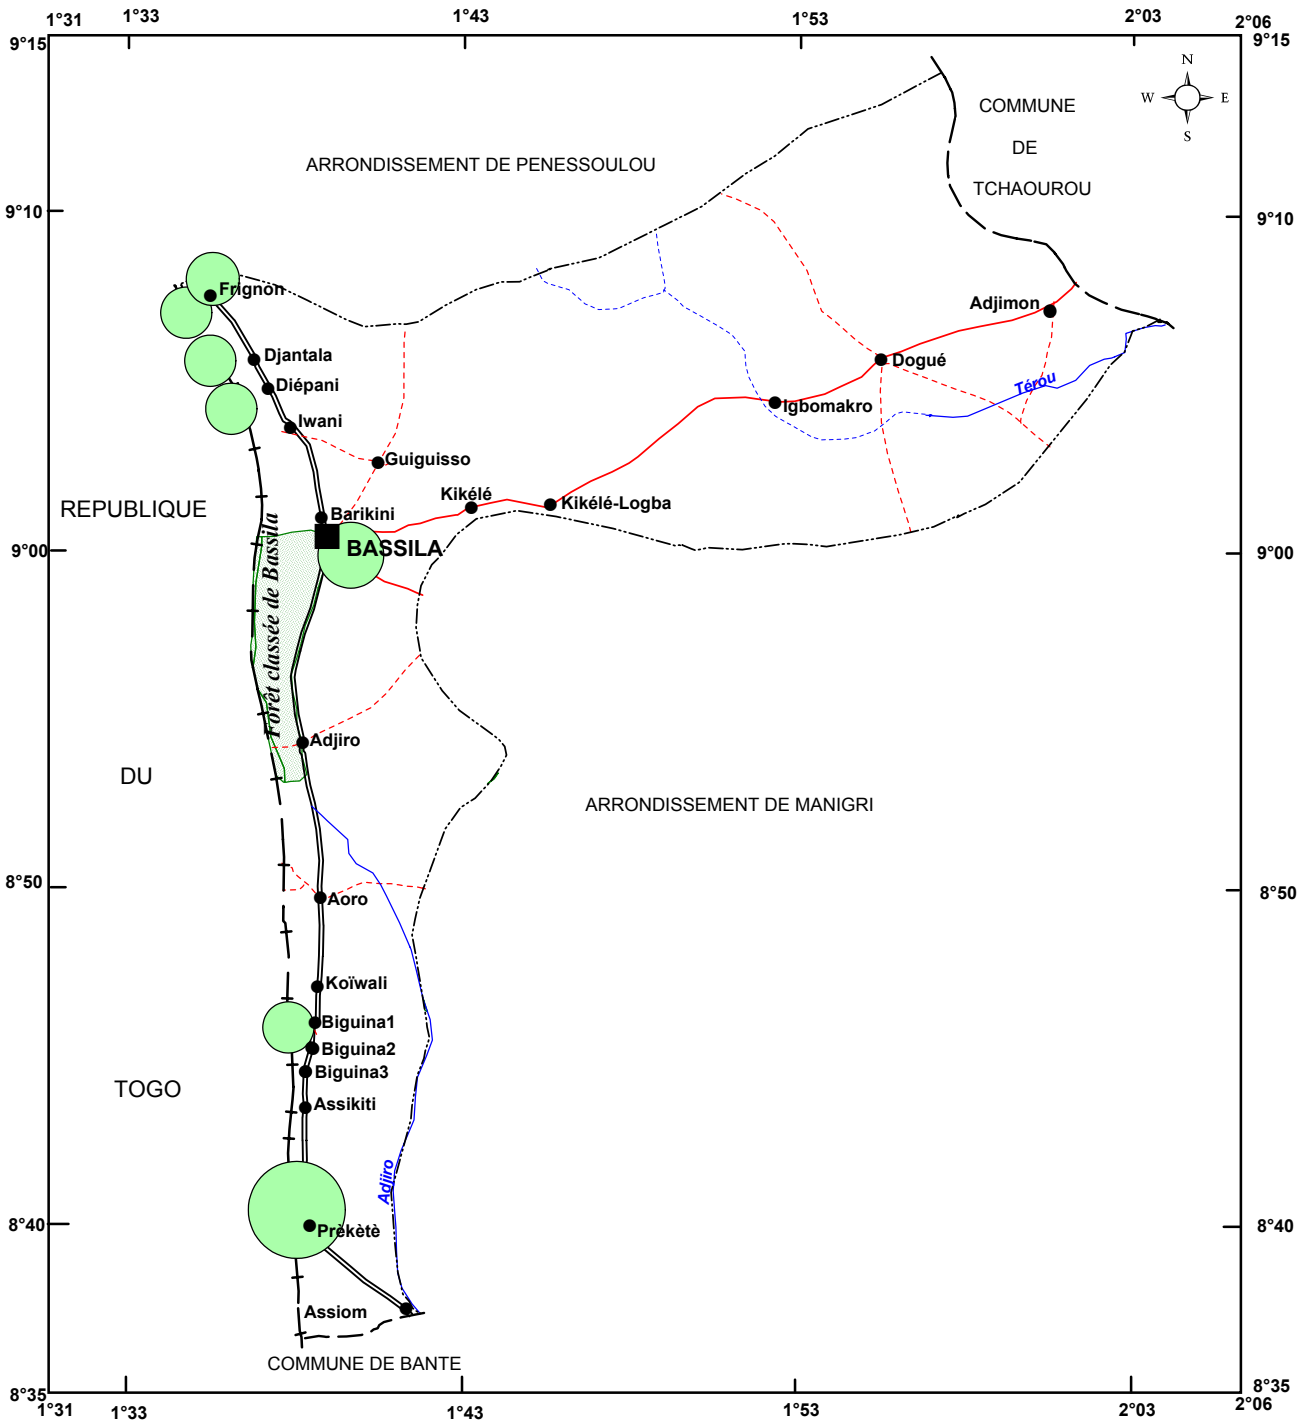 1°31
1°33
1°43
1°53
2°03
2°06
9°15
9°15
N
W
E
S
COMMUNE
DE
TCHAOUROU
ARRONDISSEMENT DE PENESSOULOU
9°10
9°10
Frignon
Adjimon
Djantala
Dogué
Diépani
Térou
Igbomakro
Iwani
Guiguisso
Kikélé
Kikélé-Logba
REPUBLIQUE
Barikini
BASSILA
9°00
9°00
Forêt classée de Bassila
Adjiro
DU
ARRONDISSEMENT DE MANIGRI
8°50
8°50
Aoro
Koïwali
Biguina1
Biguina2
Biguina3
TOGO
Assikiti
Adjiro
8°40
8°40
Prèkètè
Assiom
COMMUNE DE BANTE
8°35
8°35
1°31
1°33
1°43
1°53
2°03
2°06